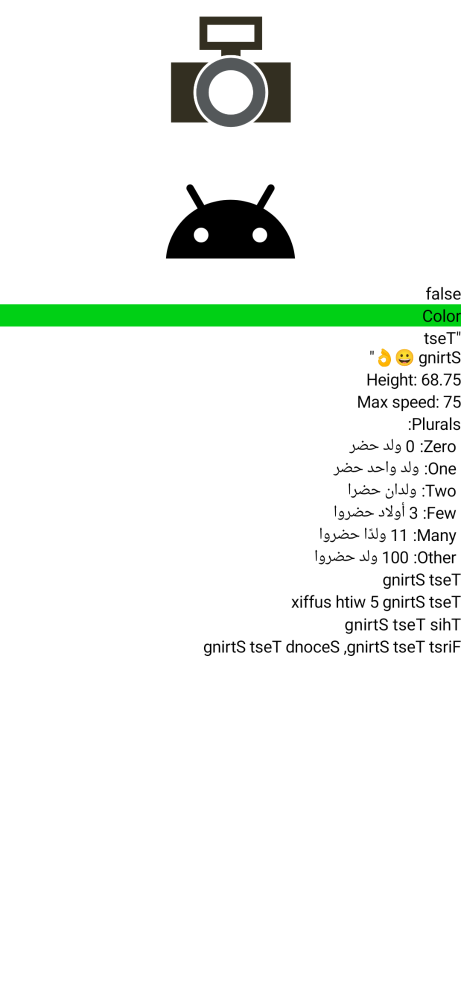 false
Color
tseT"
"👌😀 gnirtS
Height: 68.75
Max speed: 75
Plurals:
Zero: 0 ولد حضر
One: ولد واحد حضر
Two: ولدان حضرا
Few: 3 أولاد حضروا
Many: 11 ولدًا حضروا
Other: 100 ولد حضروا
gnirtS tseT
xiffus htiw 5 gnirtS tseT
gnirtS tseT sihT
gnirtS tseT dnoceS ,gnirtS tseT tsriF